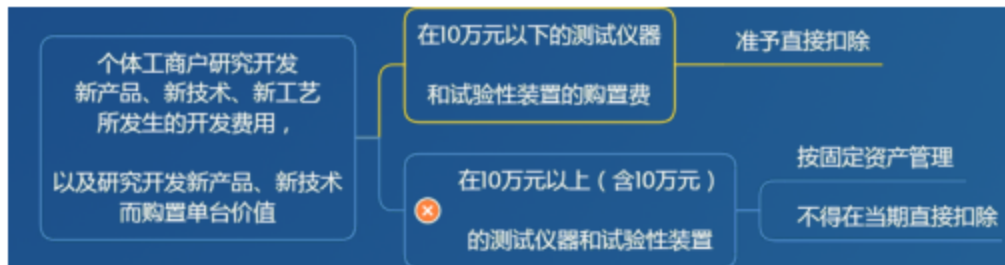 个体工商户研究开发
新产品、新技术、新工艺
所发生的开发费用，
以及研究开发新产品、新技术
而购置单台价值
在10万元以下的测试仪器
和试验性装置的购置费
准予直接扣除
在10万元以上（含10万元）
的测试仪器和试验性装置
按固定资产管理
不得在当期直接扣除